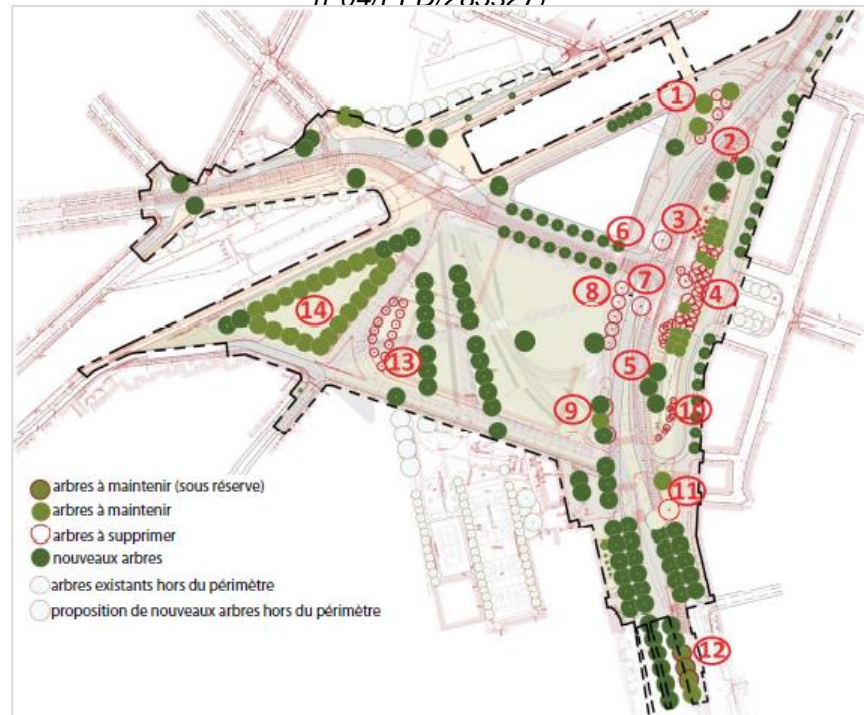 1
2
3
6
7
8
4
14
5
13
9
10
11
arbres à maintenir (sous réserve)
arbres à maintenir
arbres à supprimer
nouveaux arbres
arbres existants hors du périmètre
proposition de nouveaux arbres hors du périmètre
12